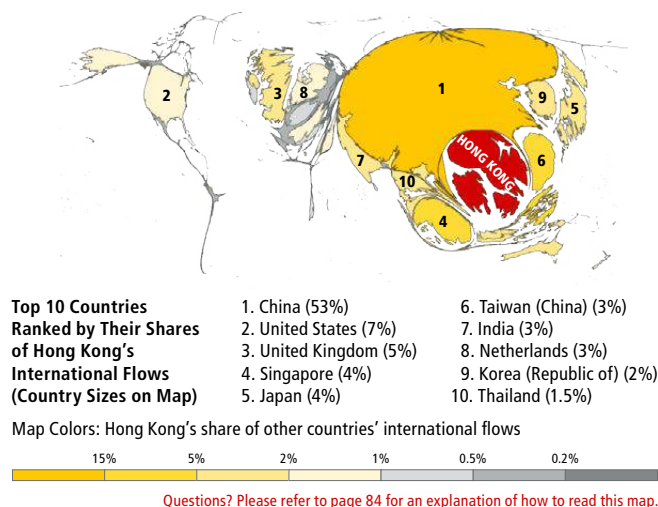 1
2
3
8
9
5
HONG KONG
7
6
10
4
Top 10 Countries
Ranked by Their Shares
of Hong Kong's
International Flows
(Country Sizes on Map)
1. China (53%)
2. United States (7%)
3. United Kingdom (5%)
4. Singapore (4%)
5. Japan (4%)
6. Taiwan (China) (3%)
7. India (3%)
8. Netherlands (3%)
9. Korea (Republic of) (2%)
10. Thailand (1.5%)
Map Colors: Hong Kong's share of other countries' international flows
15% 5% 2% 1% 0.5% 0.2%
Questions? Please refer to page 84 for an explanation of how to read this map.